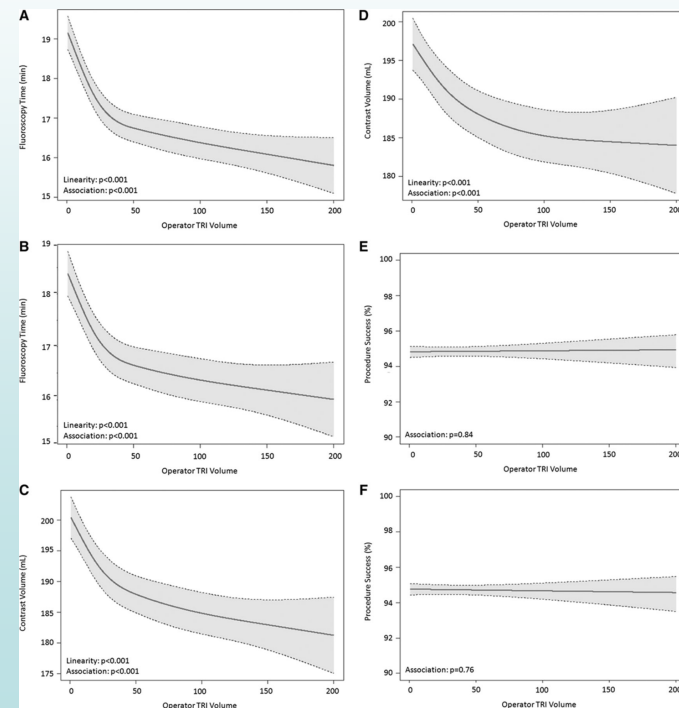 A
Fluoroscopy Time (min)
19
18
17
16
15
Linearity: p<0.001
Association: p<0.001
0 50 100 150 200
Operator TRI Volume
B
Fluoroscopy Time (min)
19
18
17
16
15
Linearity: p<0.001
Association: p<0.001
0 50 100 150 200
Operator TRI Volume
C
Contrast Volume (mL)
200
195
190
185
180
175
Linearity: p<0.001
Association: p<0.001
0 50 100 150 200
Operator TRI Volume
D
Contrast Volume (mL)
200
195
190
185
180
Linearity: p<0.001
Association: p<0.001
0 50 100 150 200
Operator TRI Volume
E
Procedure Success (%)
100
98
96
94
92
90
Association: p=0.84
0 50 100 150 200
Operator TRI Volume
F
Procedure Success (%)
100
98
96
94
92
90
Association: p=0.76
0 50 100 150 200
Operator TRI Volume